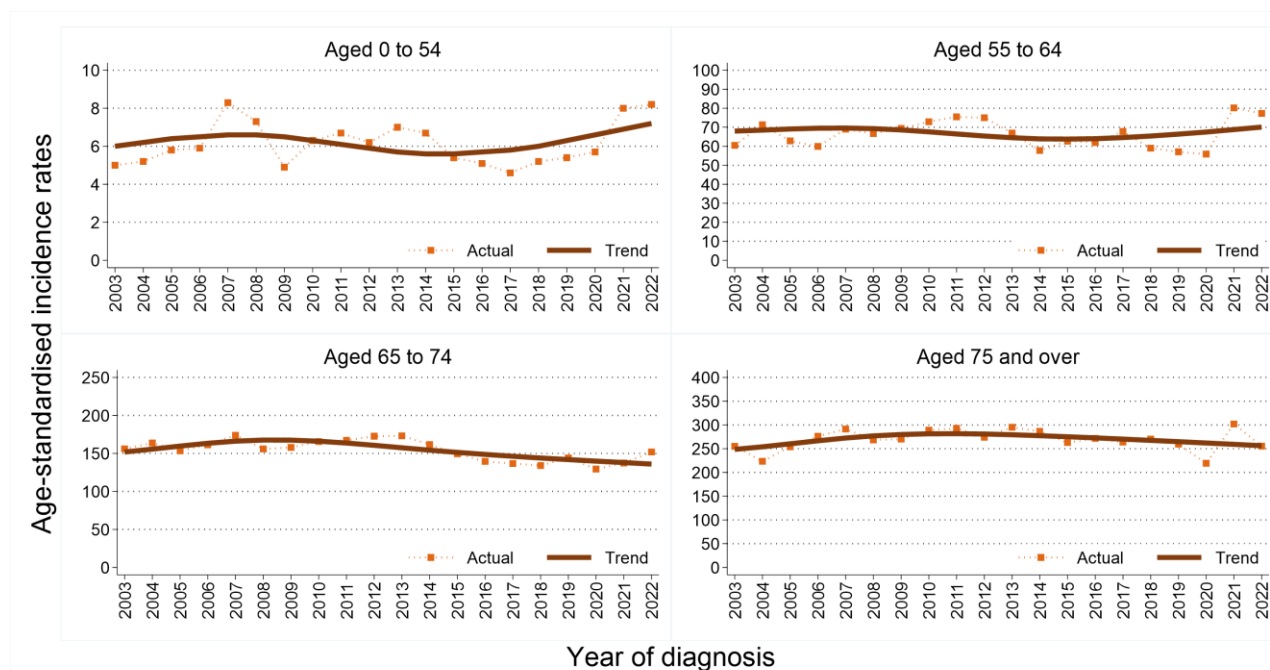 Age-standardised incidence rates
Aged 0 to 54
10
8
6
4
2
0
Actual Trend
2003 2004 2005 2006 2007 2008 2009 2010 2011 2012 2013 2014 2015 2016 2017 2018 2019 2020 2021 2022
Aged 55 to 64
100
90
80
70
60
50
40
30
20
10
0
Actual Trend
2003 2004 2005 2006 2007 2008 2009 2010 2011 2012 2013 2014 2015 2016 2017 2018 2019 2020 2021 2022
Aged 65 to 74
250
200
150
100
50
0
Actual Trend
2003 2004 2005 2006 2007 2008 2009 2010 2011 2012 2013 2014 2015 2016 2017 2018 2019 2020 2021 2022
Aged 75 and over
400
350
300
250
200
150
100
50
0
Actual Trend
2003 2004 2005 2006 2007 2008 2009 2010 2011 2012 2013 2014 2015 2016 2017 2018 2019 2020 2021 2022
Year of diagnosis